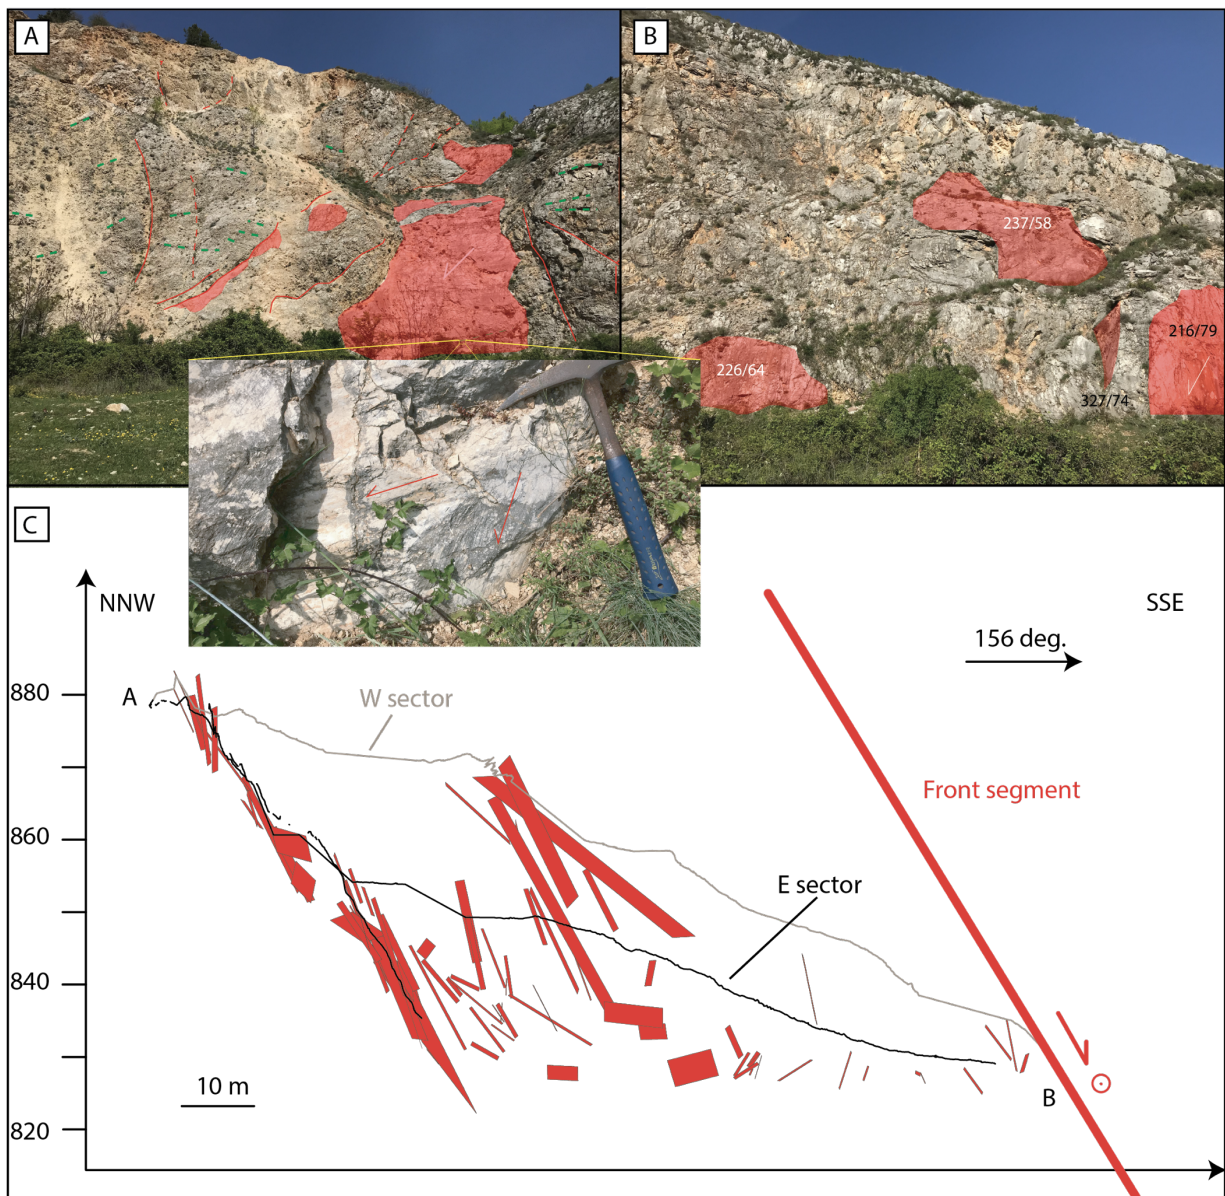 A
B
237/58
216/79
226/64
327/74
C
NNW
SSE
156 deg.
880
A
W sector
Front segment
860
E sector
840
10 m
B
820